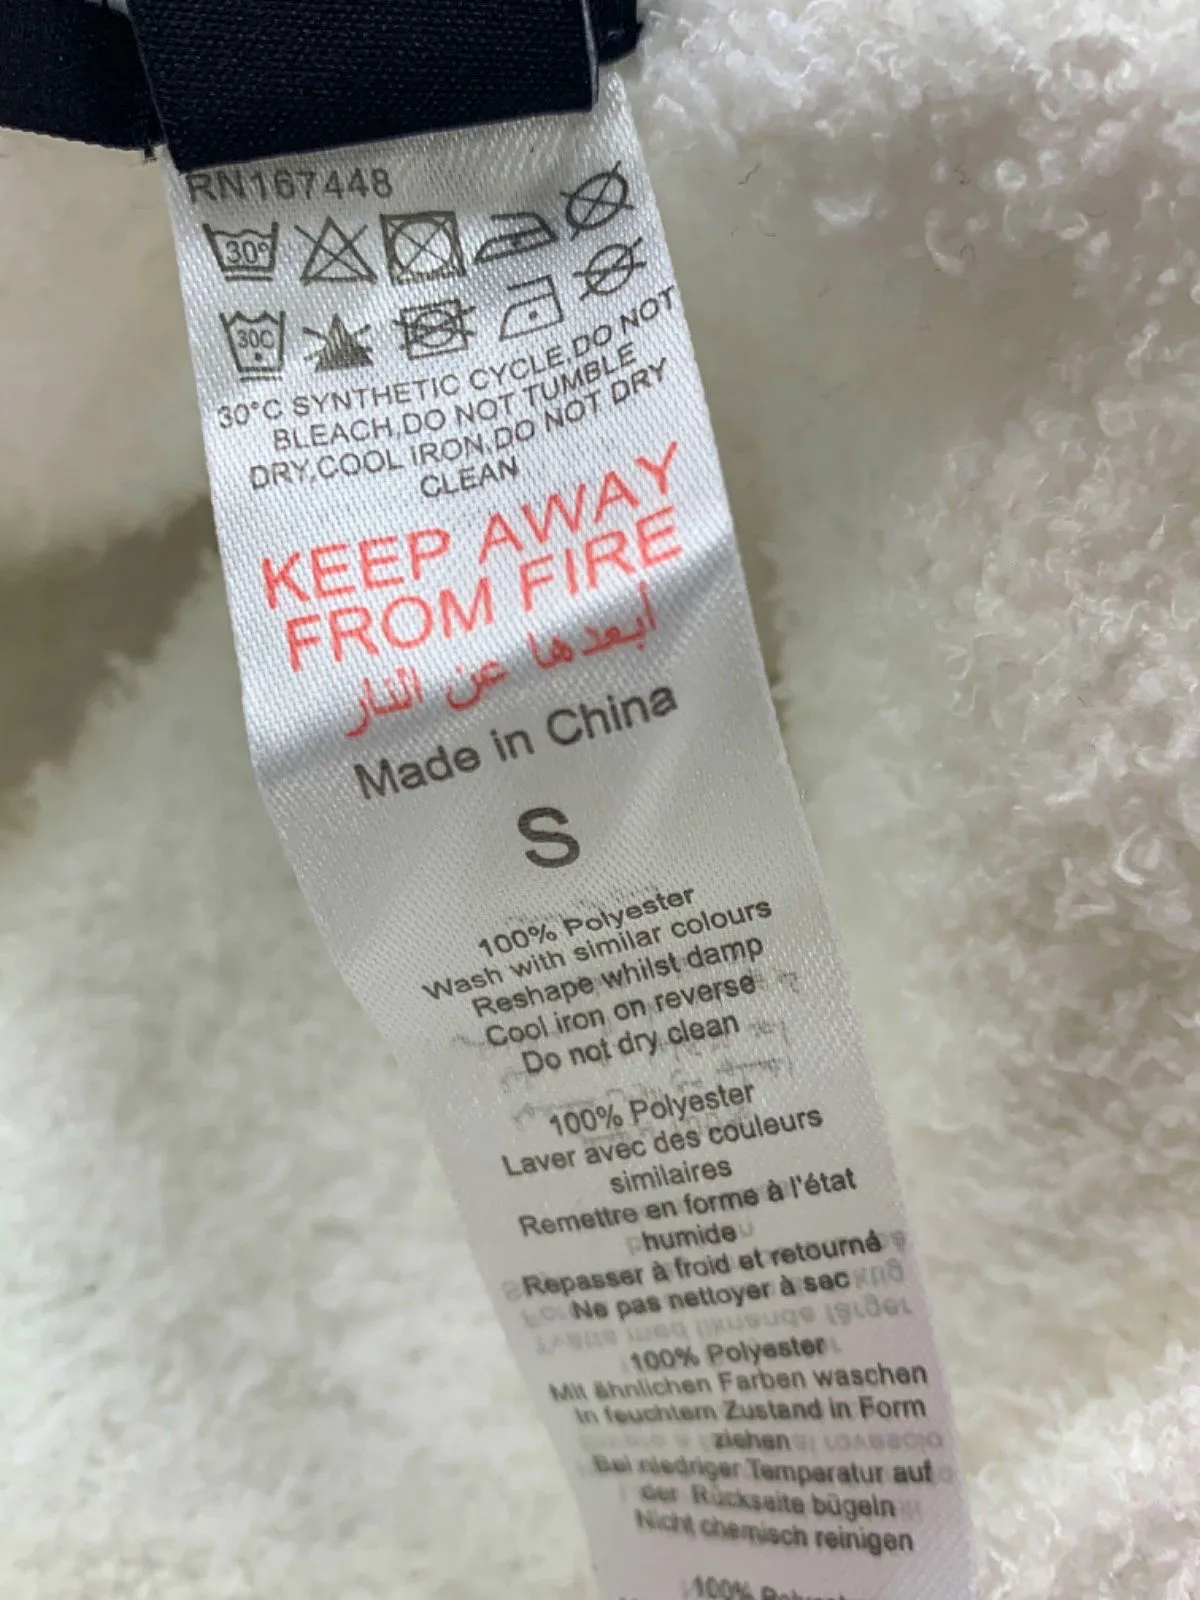 RN167448
30°
30C
30°C SYNTHETIC CYCLE,DO NOT
BLEACH,DO NOT TUMBLE
DRY,COOL IRON,DO NOT DRY
CLEAN
KEEP AWAY
FROM FIRE
ابعدها عن النار
Made in China
S
100% Polyester
Wash with similar colours
Reshape whilst damp
Cool iron on reverse
Do not dry clean
100% Polyester
Laver avec des couleurs
similaires
Remettre en forme à l'état
humide
Repasser à froid et retourné
Ne pas nettoyer à sec
100% Polyester
Mit ähnlichen Farben waschen
In feuchtem Zustand in Form
ziehen
Bei niedriger Temperatur auf
der Rückseite bügeln
Nicht chemisch reinigen
100%